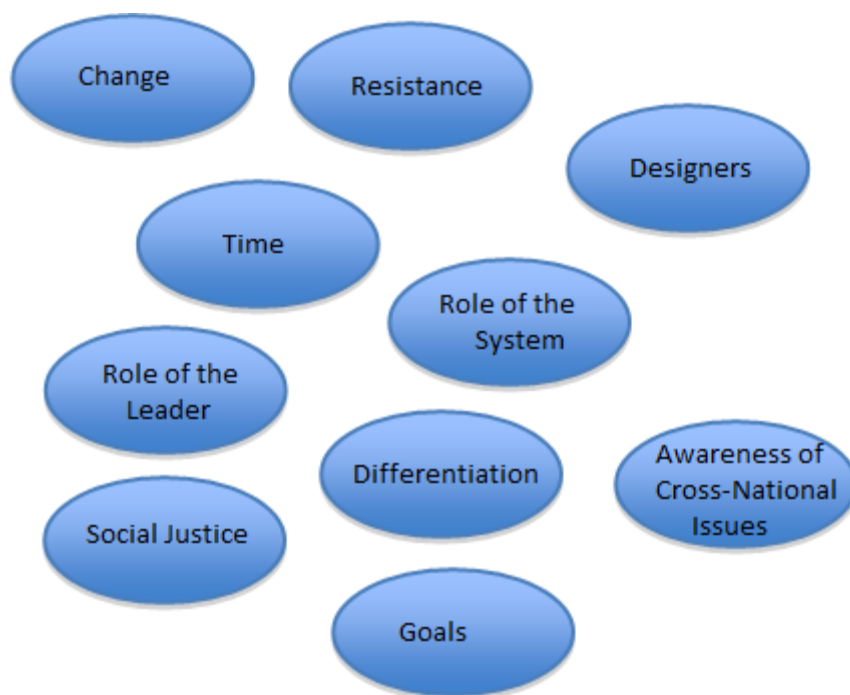 Change
Resistance
Designers
Time
Role of the
System
Role of the
Leader
Differentiation
Awareness of
Cross-National
Issues
Social Justice
Goals